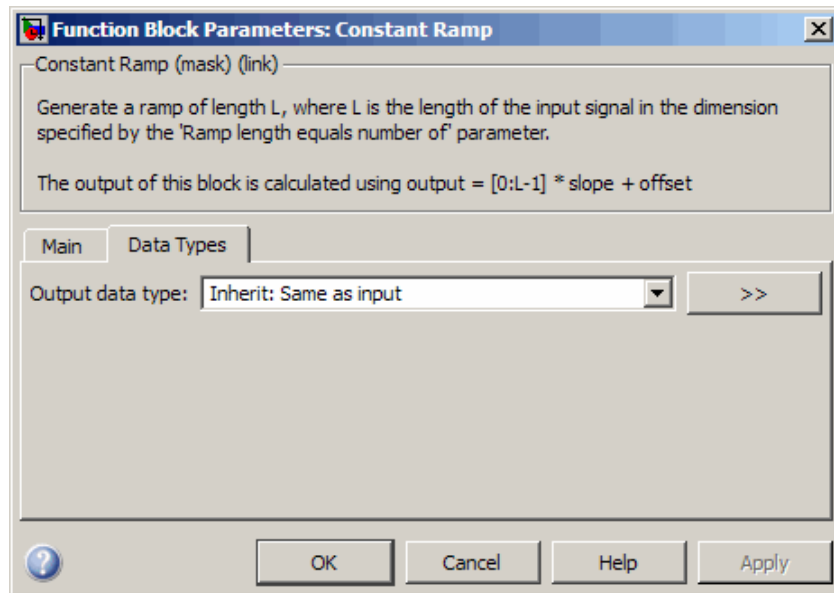 Function Block Parameters: Constant Ramp
Constant Ramp (mask) (link)
Generate a ramp of length L, where L is the length of the input signal in the dimension
specified by the 'Ramp length equals number of' parameter.
The output of this block is calculated using output = [0:L-1] * slope + offset
Main Data Types
Output data type: Inherit: Same as input >>
OK Cancel Help Apply